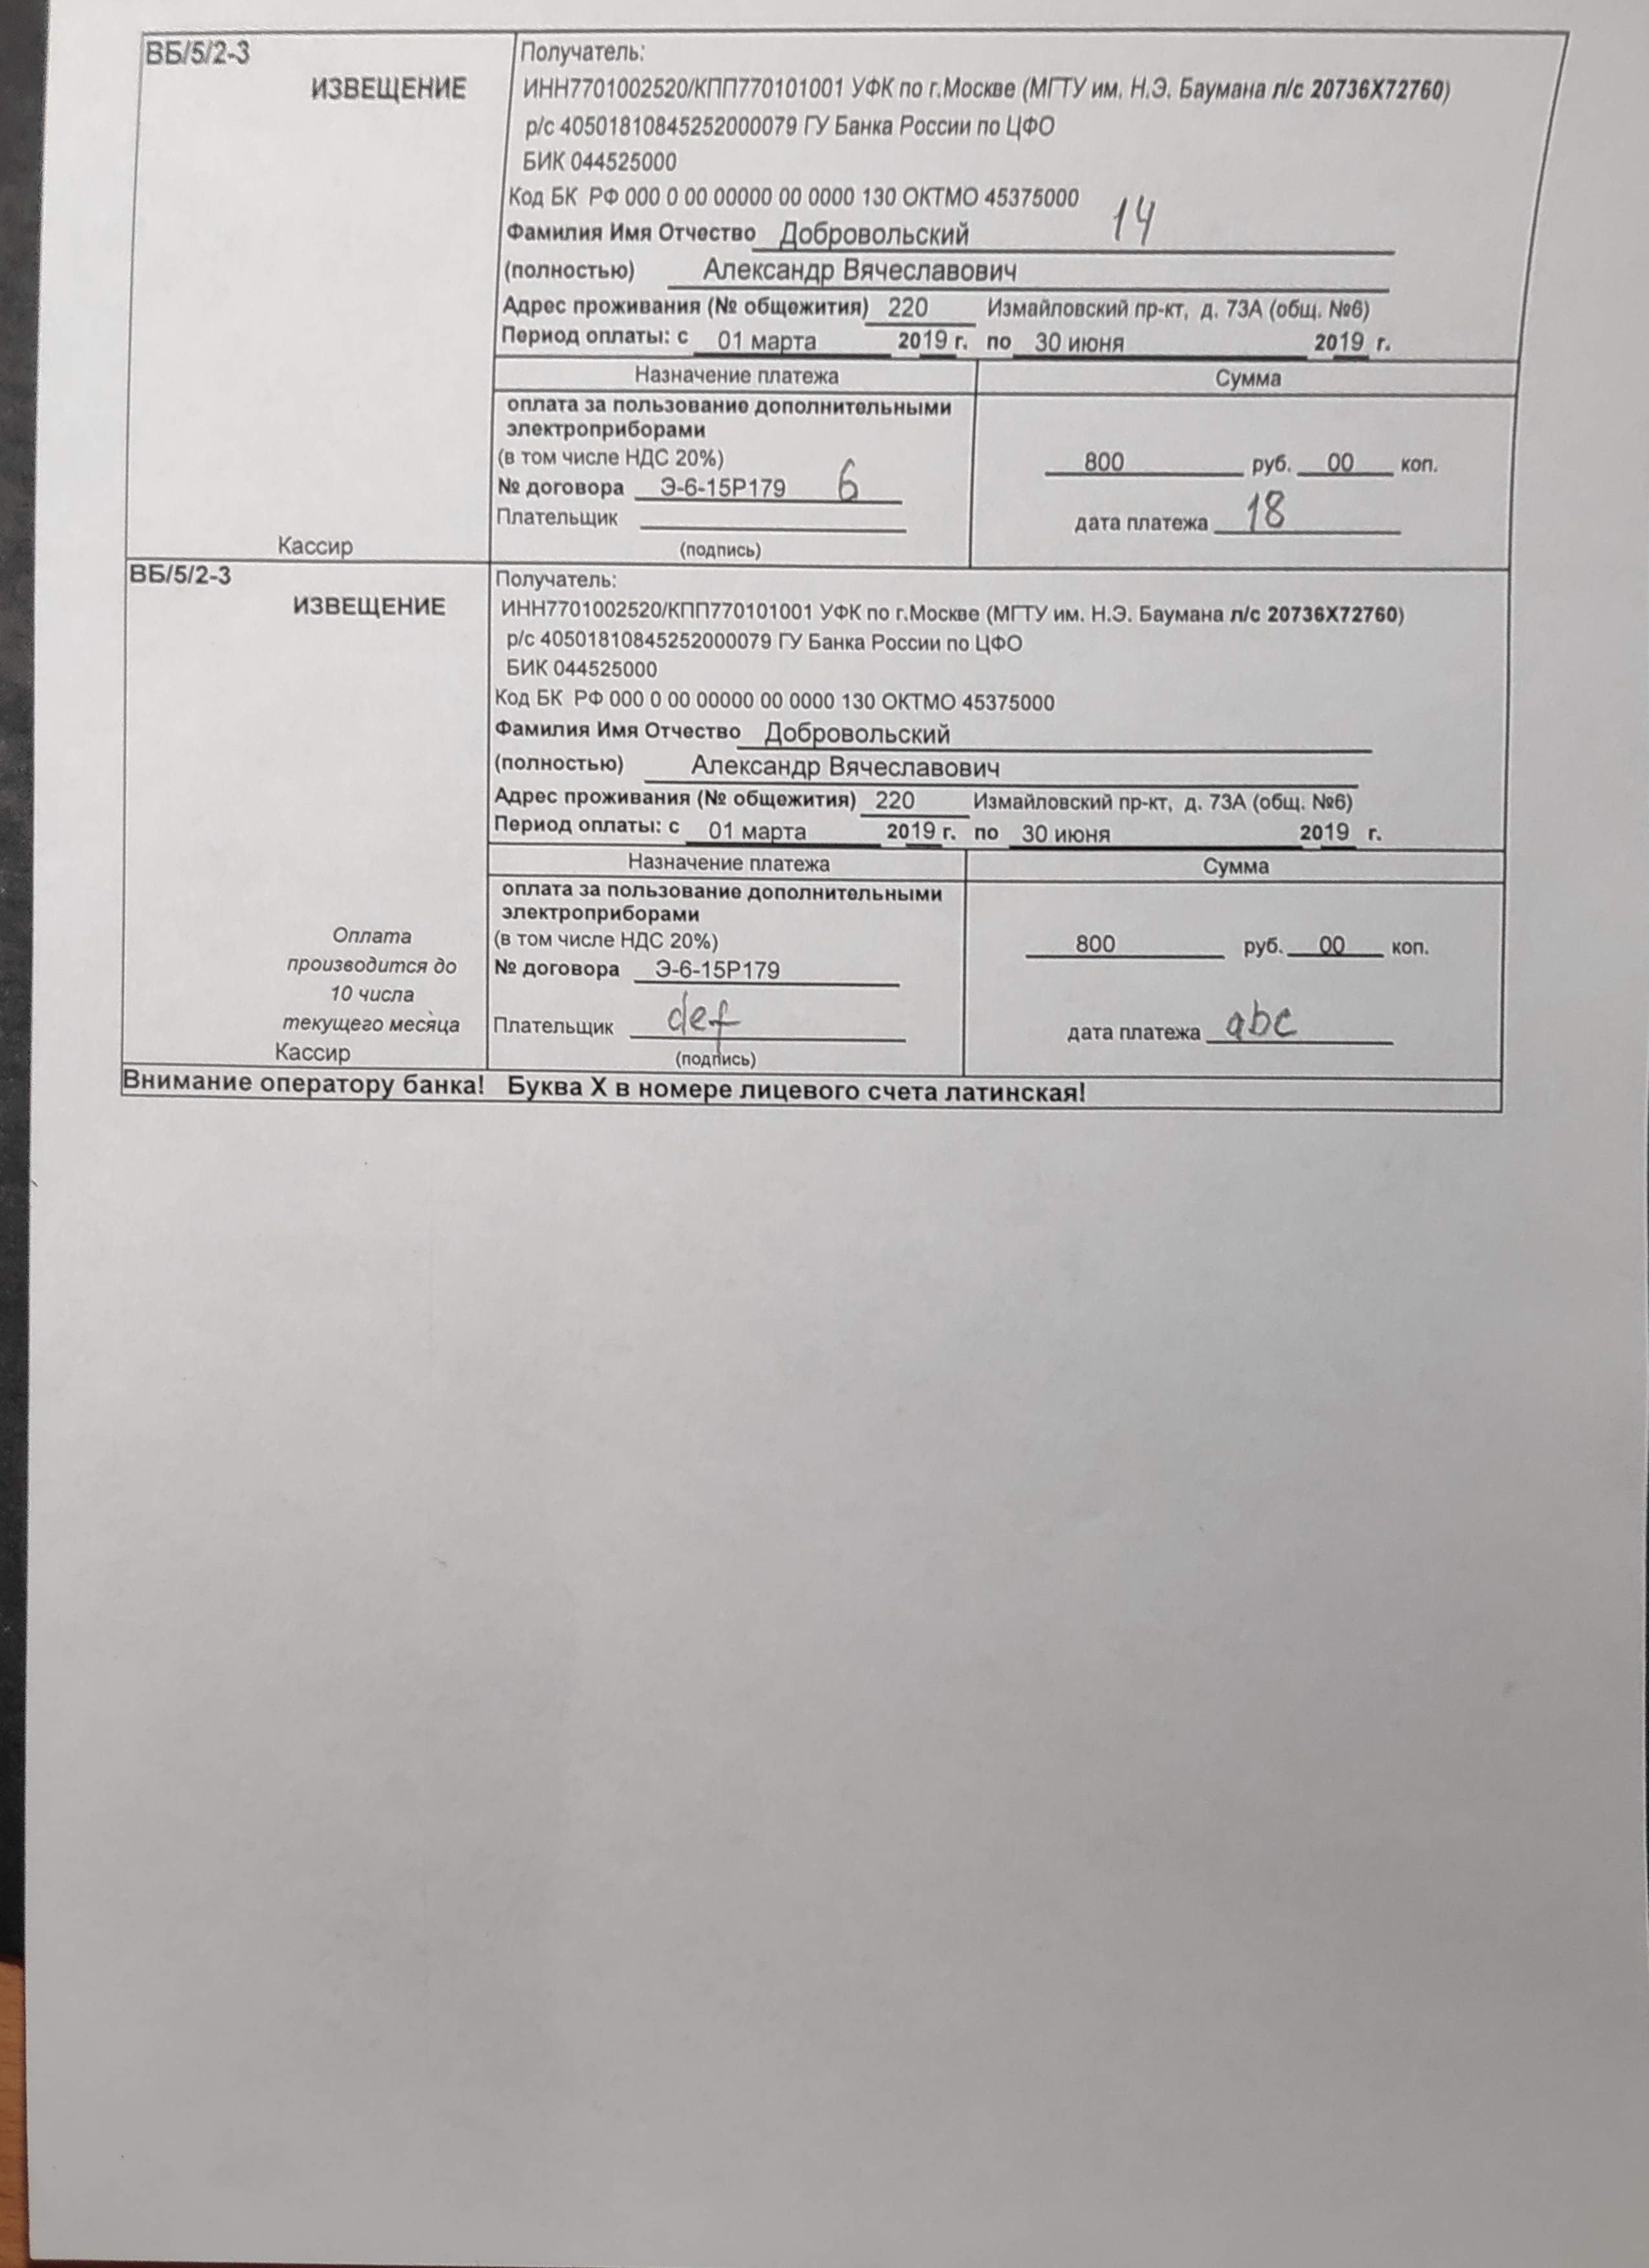 ВБ/5/2-3
ИЗВЕЩЕНИЕ
Получатель:
ИНН7701002520/КПП770101001 УФК по г.Москве (МГТУ им. Н.Э. Баумана л/с 20736X72760)
р/с 40501810845252000079 ГУ Банка России по ЦФО
БИК 044525000
Код БК РФ 000 0 00 00000 00 0000 130 ОКТМО 45375000
14
Фамилия Имя Отчество Добровольский
(полностью) Александр Вячеславович
Адрес проживания (№ общежития) 220 Измайловский пр-кт, д. 73А (общ. №6)
Период оплаты: с 01 марта 2019 г. по 30 июня 2019 г.
Назначение платежа Сумма
оплата за пользование дополнительными
электроприборами
(в том числе НДС 20%) 800 руб. 00 коп.
№ договора Э-6-15Р179 6
Плательщик дата платежа 18
Кассир (подпись)
ВБ/5/2-3
ИЗВЕЩЕНИЕ
Получатель:
ИНН7701002520/КПП770101001 УФК по г.Москве (МГТУ им. Н.Э. Баумана л/с 20736X72760)
р/с 40501810845252000079 ГУ Банка России по ЦФО
БИК 044525000
Код БК РФ 000 0 00 00000 00 0000 130 ОКТМО 45375000
Фамилия Имя Отчество Добровольский
(полностью) Александр Вячеславович
Адрес проживания (№ общежития) 220 Измайловский пр-кт, д. 73А (общ. №6)
Период оплаты: с 01 марта 2019 г. по 30 июня 2019 г.
Назначение платежа Сумма
оплата за пользование дополнительными
электроприборами
(в том числе НДС 20%) 800 руб. 00 коп.
№ договора Э-6-15Р179
Плательщик def дата платежа abc
(подпись)
Оплата
производится до
10 числа
текущего месяца
Кассир
Внимание оператору банка! Буква X в номере лицевого счета латинская!